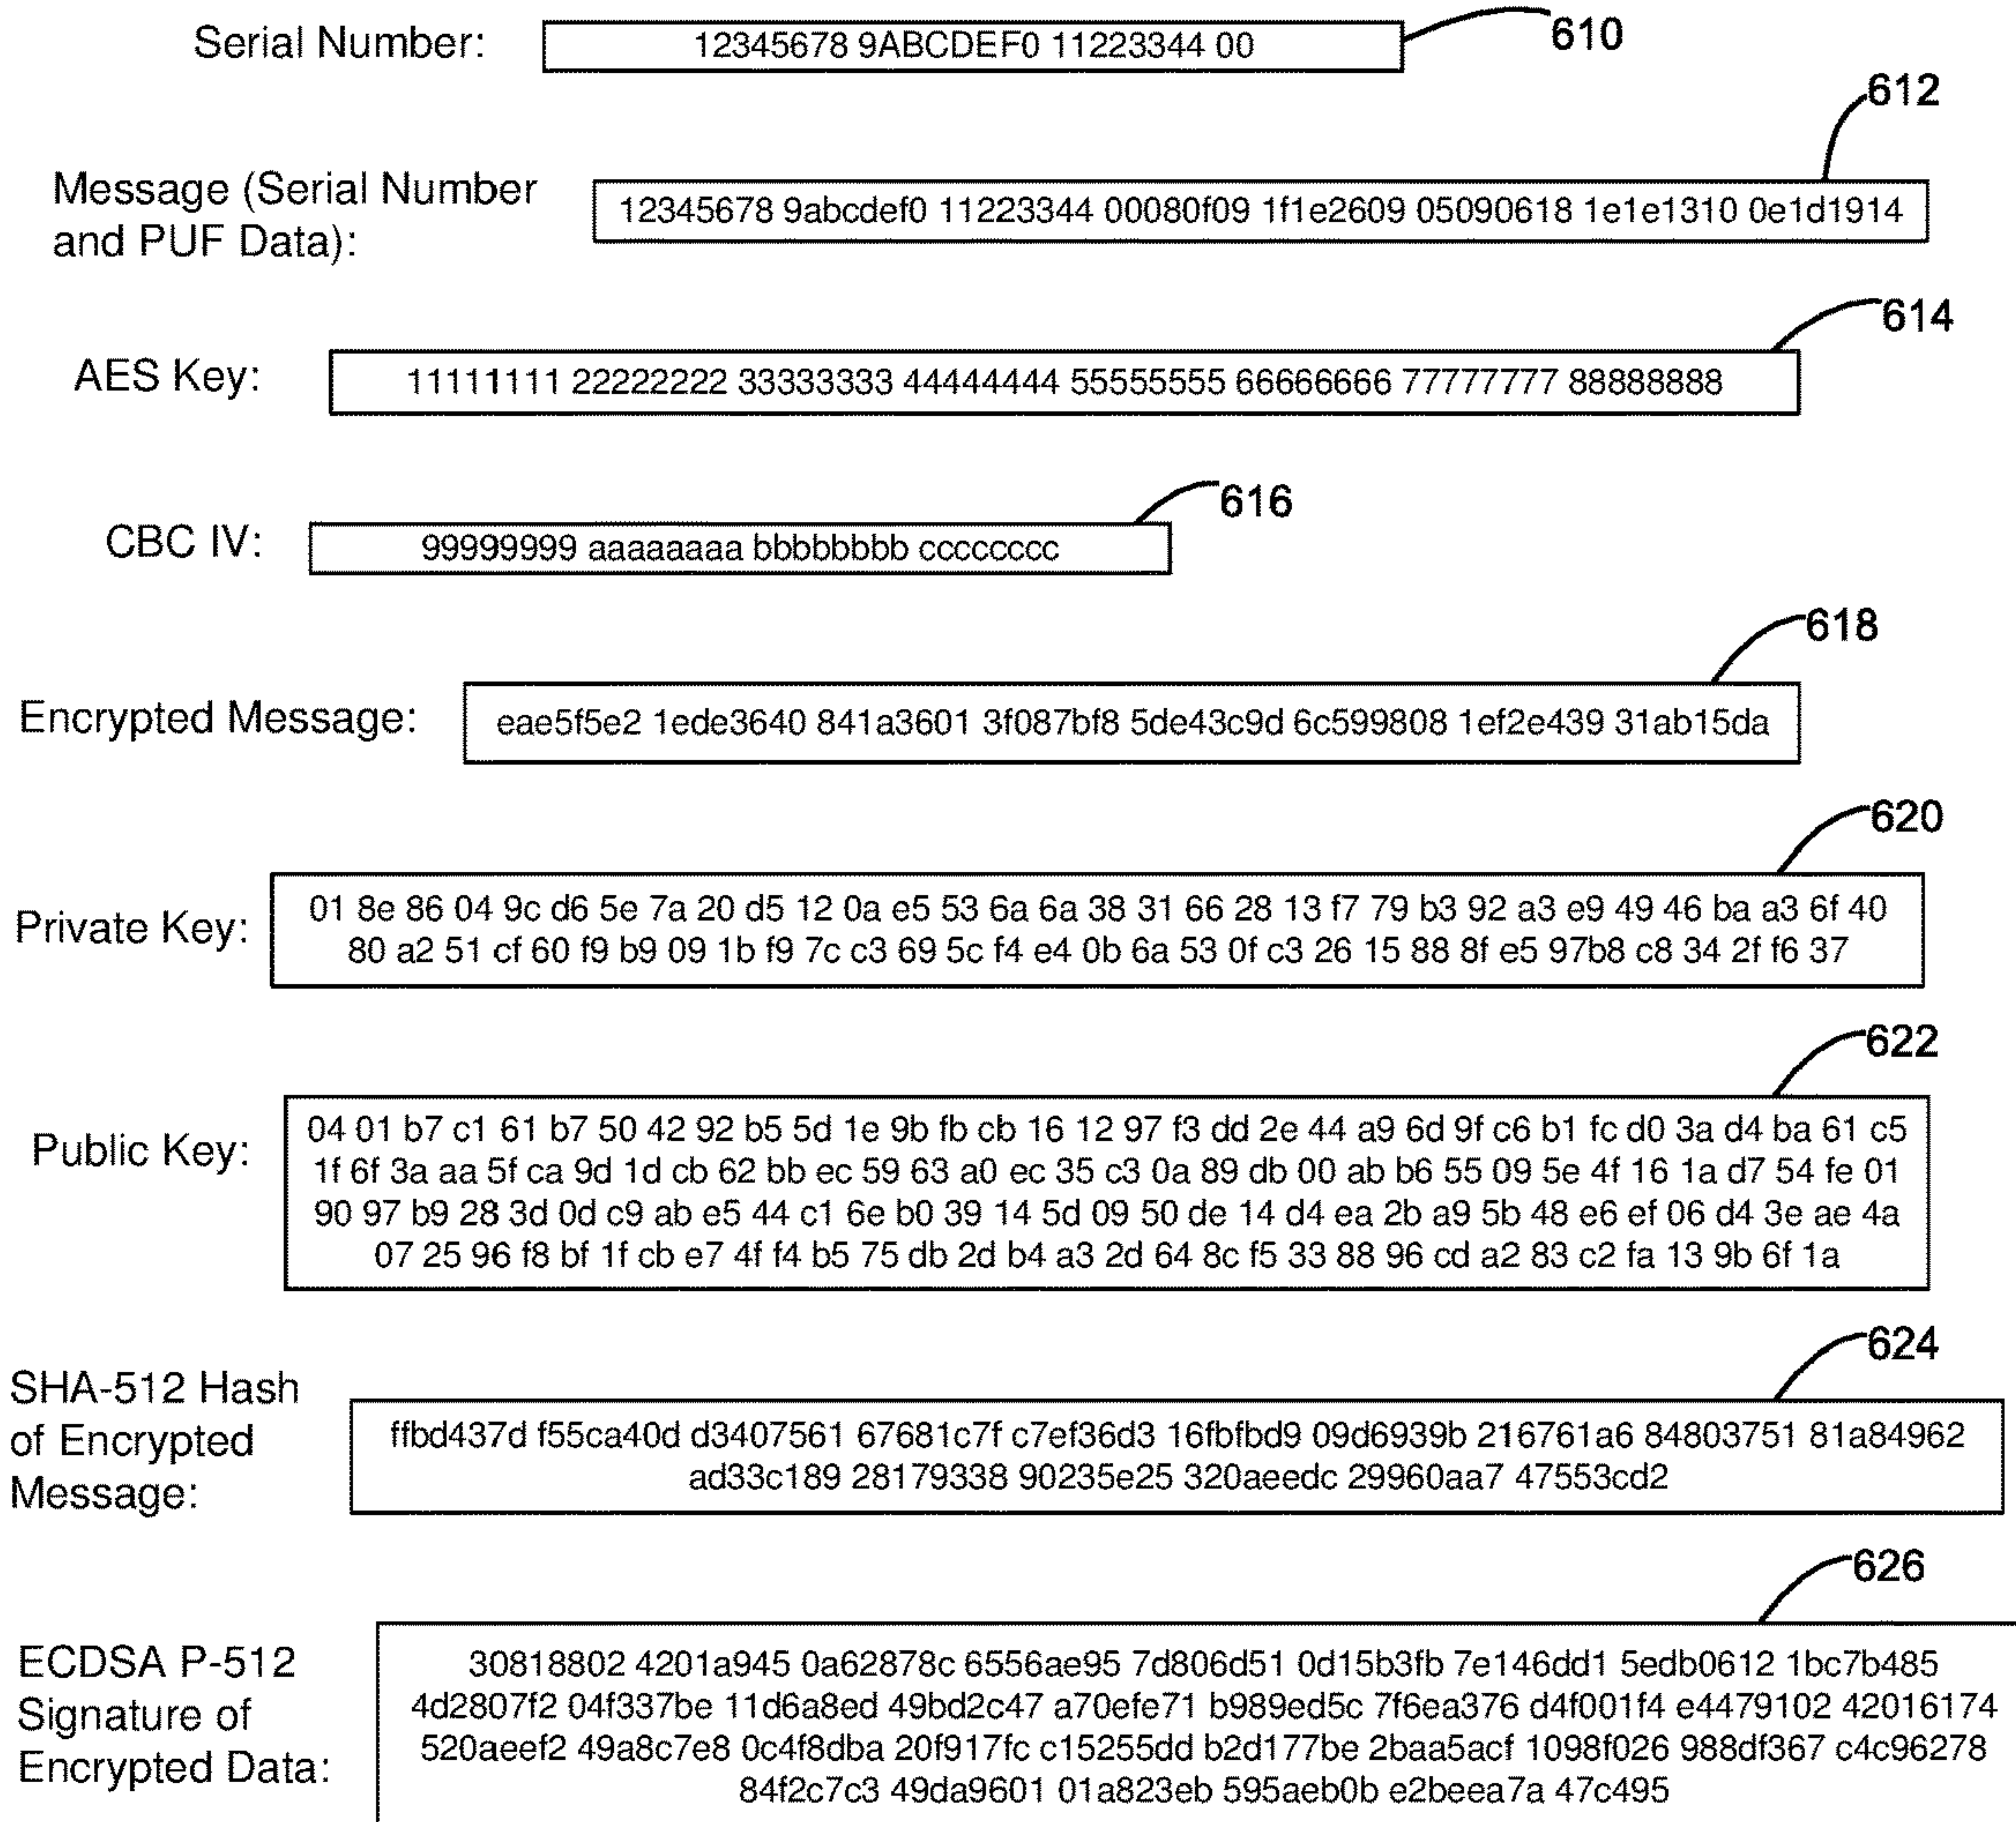 Serial Number: 12345678 9ABCDEF0 11223344 00 610
612
Message (Serial Number
and PUF Data):
12345678 9abcdef0 11223344 00080f09 1f1e2609 05090618 1e1e1310 0e1d1914
614
AES Key: 11111111 22222222 33333333 44444444 55555555 66666666 77777777 88888888
616
CBC IV: 99999999 aaaaaaaa bbbbbbbb cccccccc
618
Encrypted Message: eae5f5e2 1ede3640 841a3601 3f087bf8 5de43c9d 6c599808 1ef2e439 31ab15da
620
Private Key:
01 8e 86 04 9c d6 5e 7a 20 d5 12 0a e5 53 6a 6a 38 31 66 28 13 f7 79 b3 92 a3 e9 49 46 ba a3 6f 40
80 a2 51 cf 60 f9 b9 09 1b f9 7c c3 69 5c f4 e4 0b 6a 53 0f c3 26 15 88 8f e5 97b8 c8 34 2f f6 37
622
Public Key:
04 01 b7 c1 61 b7 50 42 92 b5 5d 1e 9b fb cb 16 12 97 f3 dd 2e 44 a9 6d 9f c6 b1 fc d0 3a d4 ba 61 c5
1f 6f 3a aa 5f ca 9d 1d cb 62 bb ec 59 63 a0 ec 35 c3 0a 89 db 00 ab b6 55 09 5e 4f 16 1a d7 54 fe 01
90 97 b9 28 3d 0d c9 ab e5 44 c1 6e b0 39 14 5d 09 50 de 14 d4 ea 2b a9 5b 48 e6 ef 06 d4 3e ae 4a
07 25 96 f8 bf 1f cb e7 4f f4 b5 75 db 2d b4 a3 2d 64 8c f5 33 88 96 cd a2 83 c2 fa 13 9b 6f 1a
624
SHA-512 Hash
of Encrypted
Message:
ffbd437d f55ca40d d3407561 67681c7f c7ef36d3 16fbfbd9 09d6939b 216761a6 84803751 81a84962
ad33c189 28179338 90235e25 320aeedc 29960aa7 47553cd2
626
ECDSA P-512
Signature of
Encrypted Data:
30818802 4201a945 0a62878c 6556ae95 7d806d51 0d15b3fb 7e146dd1 5edb0612 1bc7b485
4d2807f2 04f337be 11d6a8ed 49bd2c47 a70efe71 b989ed5c 7f6ea376 d4f001f4 e4479102 42016174
520aeef2 49a8c7e8 0c4f8dba 20f917fc c15255dd b2d177be 2baa5acf 1098f026 988df367 c4c96278
84f2c7c3 49da9601 01a823eb 595aeb0b e2beea7a 47c495